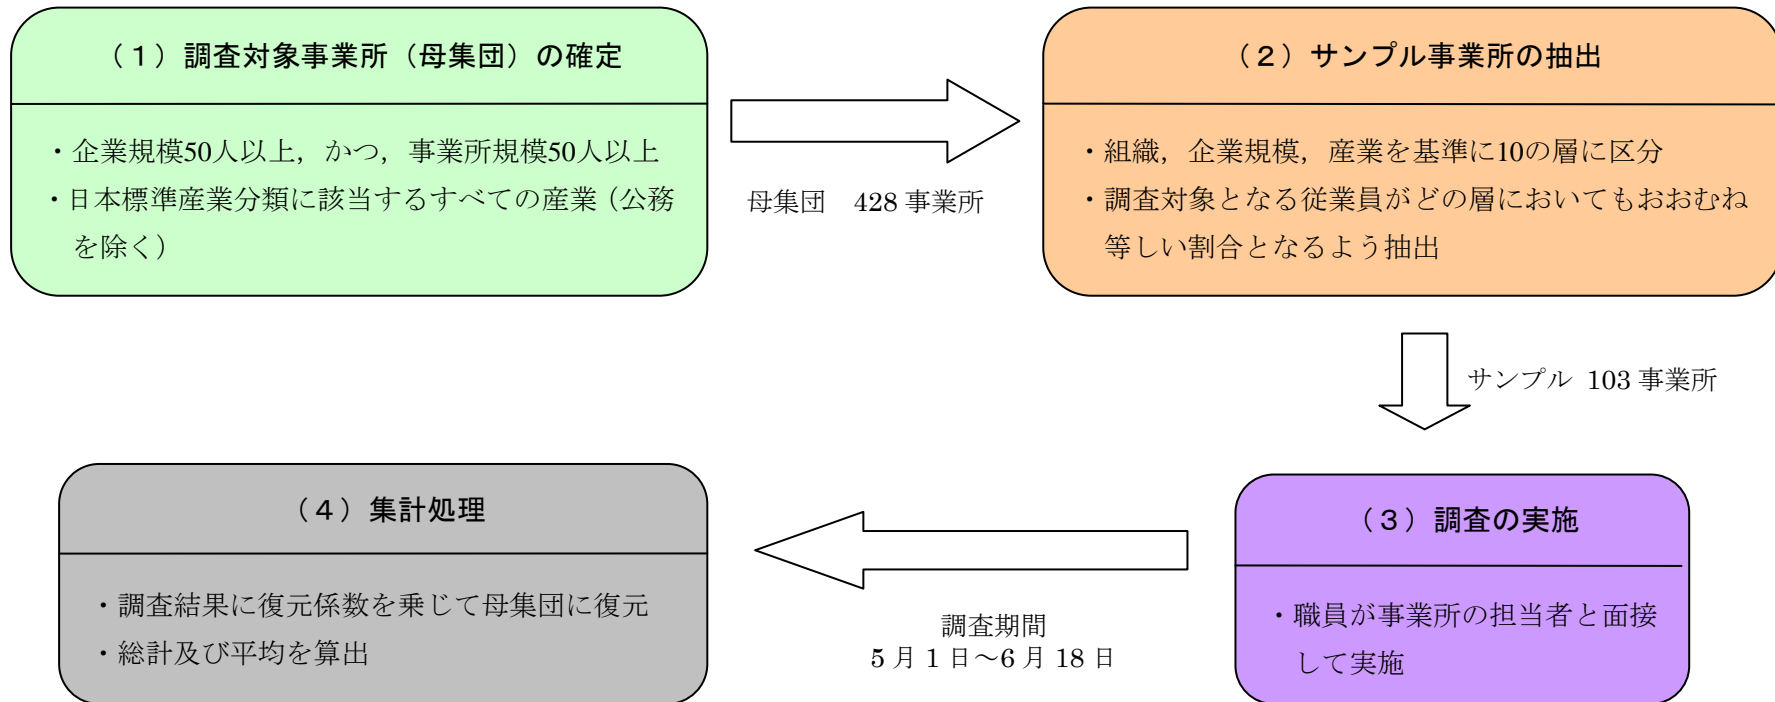 （１）調査対象事業所（母集団）の確定
・企業規模50人以上，かつ，事業所規模50人以上
・日本標準産業分類に該当するすべての産業（公務
を除く）
母集団　428 事業所
（２）サンプル事業所の抽出
・組織，企業規模，産業を基準に10の層に区分
・調査対象となる従業員がどの層においてもおおむね
等しい割合となるよう抽出
サンプル 103 事業所
（３）調査の実施
・職員が事業所の担当者と面接
して実施
調査期間
5 月 1 日～6 月 18 日
（４）集計処理
・調査結果に復元係数を乗じて母集団に復元
・総計及び平均を算出